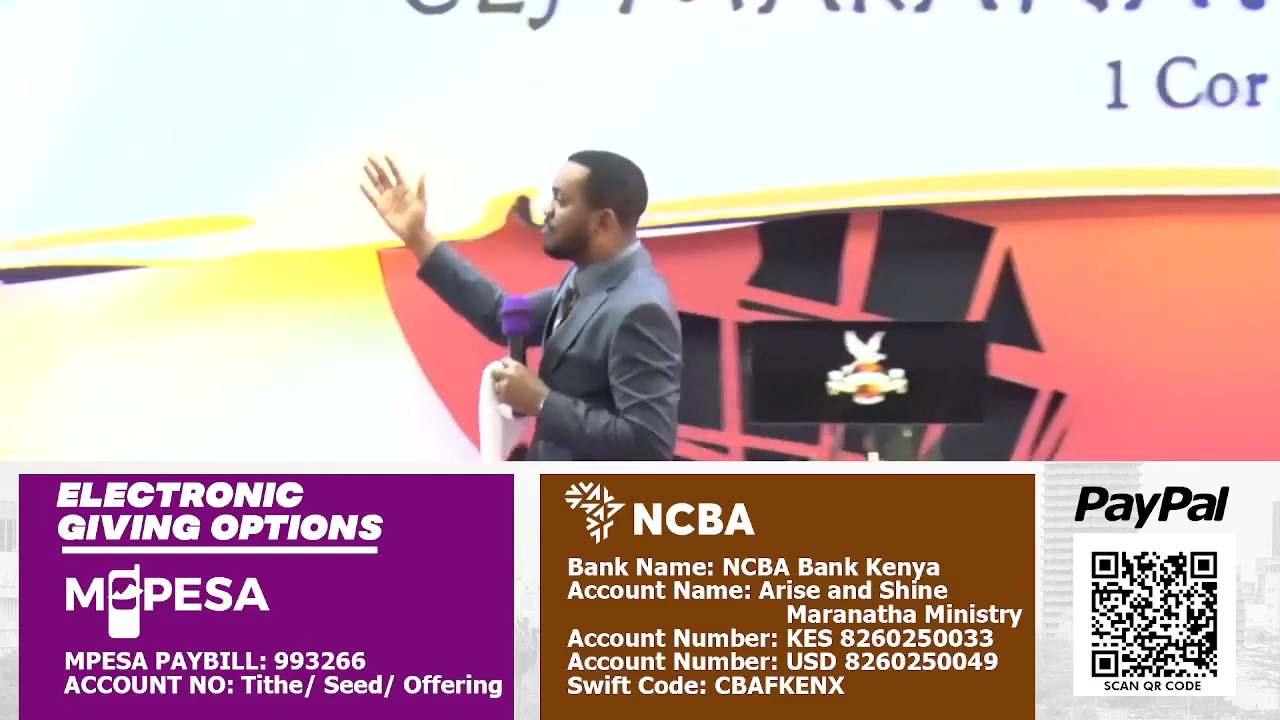 1 Cor
ELECTRONIC
GIVING OPTIONS
MPESA
MPESA PAYBILL: 993266
ACCOUNT NO: Tithe/ Seed/ Offering
NCBA
Bank Name: NCBA Bank Kenya
Account Name: Arise and Shine
Maranatha Ministry
Account Number: KES 8260250033
Account Number: USD 8260250049
Swift Code: CBAFKENX
PayPal
SCAN QR CODE